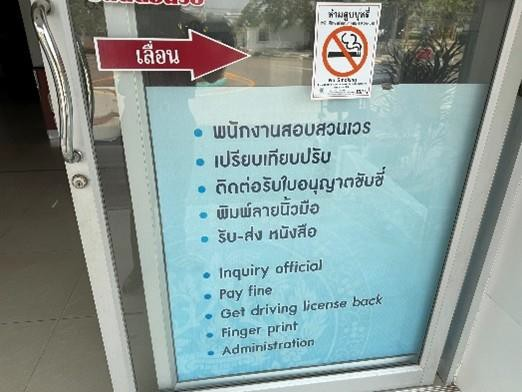 เลื่อน
ห้ามสูบบุหรี่
No Smoking
• พนักงานสอบสวนเวร
• เปรียบเทียบปรับ
• ติดต่อรับใบอนุญาตขับขี่
• พิมพ์ลายนิ้วมือ
• รับ-ส่ง หนังสือ
• Inquiry official
• Pay fine
• Get driving license back
• Finger print
• Administration